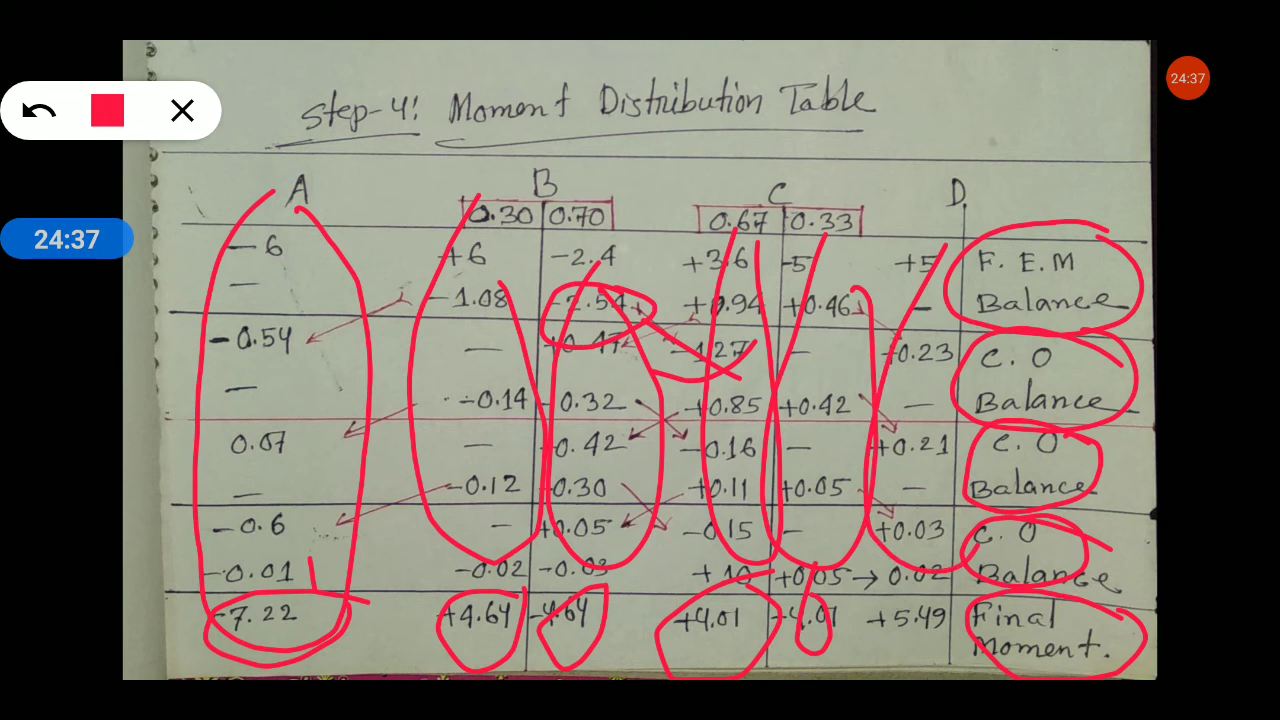 24:37
Step-4: Moment Distribution Table
A B C D.
0.30 0.70 0.67 0.33
-6 +6 -2.4 +3.6 -5 +5 F. E. M
— -1.08 -2.54 +0.94 +0.46 — Balance
-0.54 — +0.47 -1.27 — +0.23 C. O
— -0.14 -0.32 +0.85 +0.42 — Balance
0.07 — +0.42 -0.16 — +0.21 C. O
— -0.12 -0.30 +0.11 +0.05 — Balance
-0.6 — +0.05 -0.15 — +0.03 C. O
-0.01 -0.02 -0.03 +10 +0.05 → 0.02 Balance
-7.22 +4.64 -4.64 +4.01 -4.01 +5.49 Final
Moment.
24:37